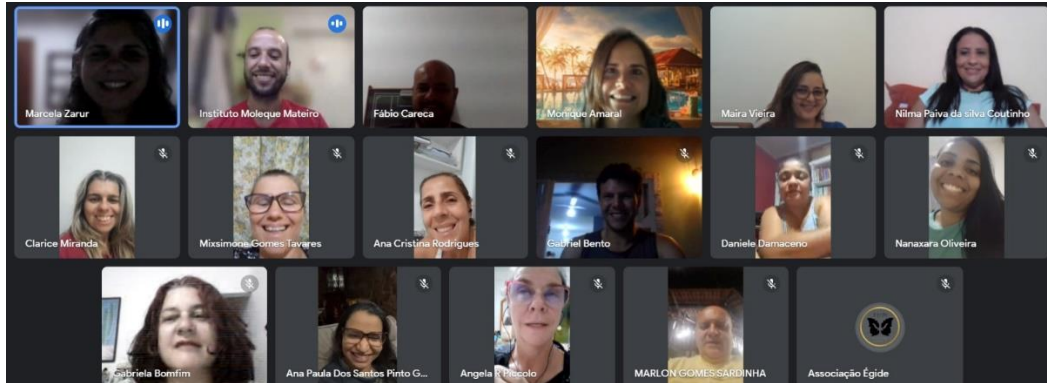 Marcela Zarur
Instituto Moleque Mateiro
Fábio Careca
Monique Amaral
Maira Vieira
Nilma Paiva da silva Coutinho
Clarice Miranda
Mixsimone Gomes Tavares
Ana Cristina Rodrigues
Gabriel Bento
Daniele Damaceno
Nanaxara Oliveira
Gabriela Bomfim
Ana Paula Dos Santos Pinto G...
Angela R Piccolo
MARLON GOMES SARDINHA
Associação Égide